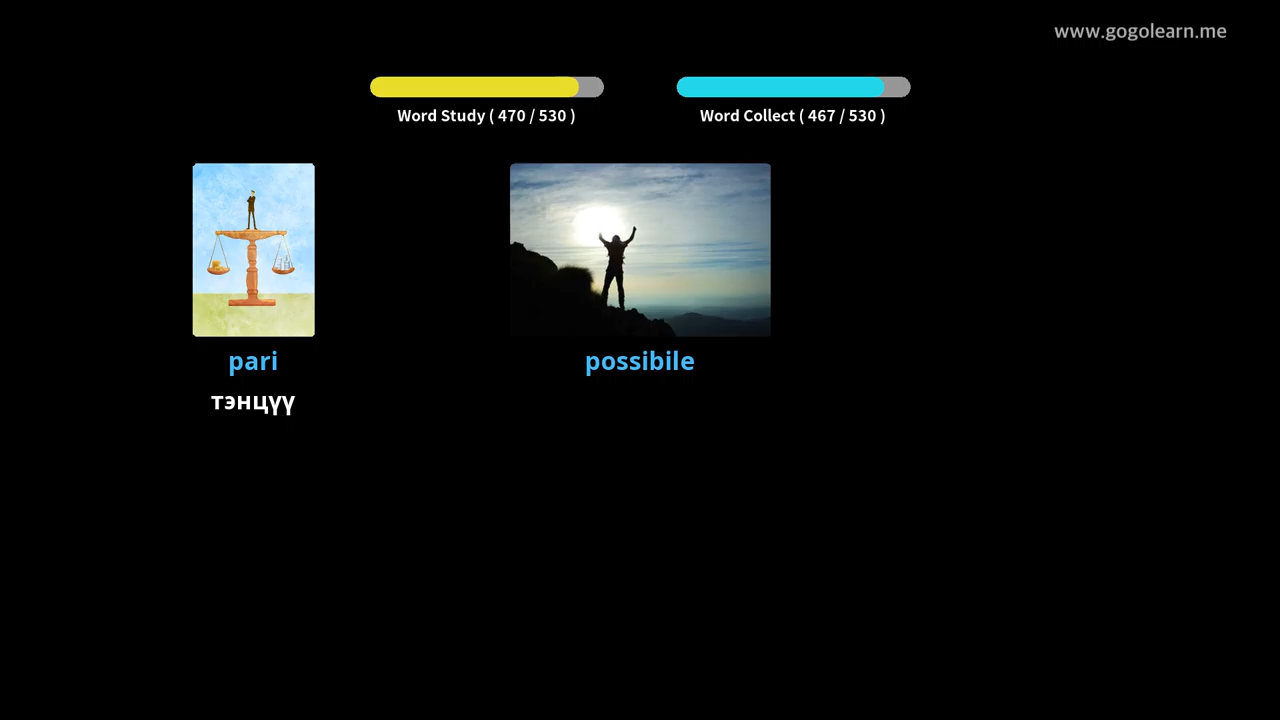 www.gogolearn.me
Word Study ( 470 / 530 )
Word Collect ( 467 / 530 )
pari
possibile
тэнцүү